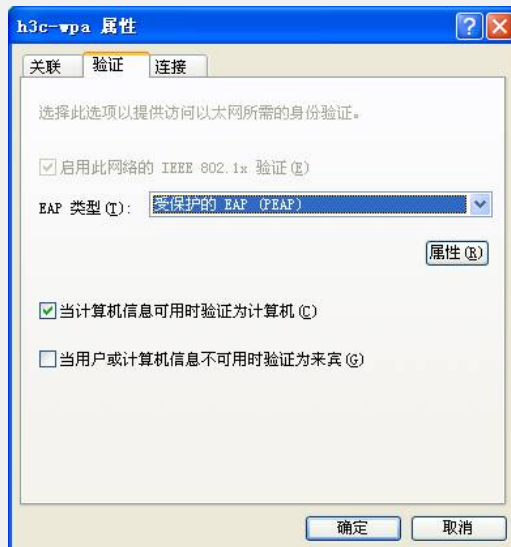 h3c-wpa 属性
关联 验证 连接
选择此选项以提供访问以太网所需的身份验证。
启用此网络的 IEEE 802.1x 验证(E)
EAP 类型(T): 受保护的 EAP (PEAP)
属性(R)
当计算机信息可用时验证为计算机(C)
当用户或计算机信息不可用时验证为来宾(G)
确定 取消